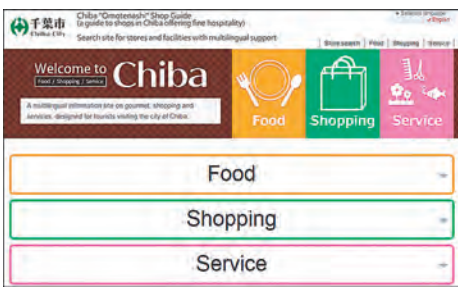 千葉市
Chiba City
Chiba "Omotenashi" Shop Guide
(a guide to shops in Chiba offering fine hospitality)
Search site for stores and facilities with multilingual support
Store search | Food | Shopping | Service
Welcome to Chiba
Food / Shopping / Service
A multilingual information site on gourmet, shopping and
services, designed for tourists visiting the city of Chiba.
Food
Shopping
Service
Food
Shopping
Service